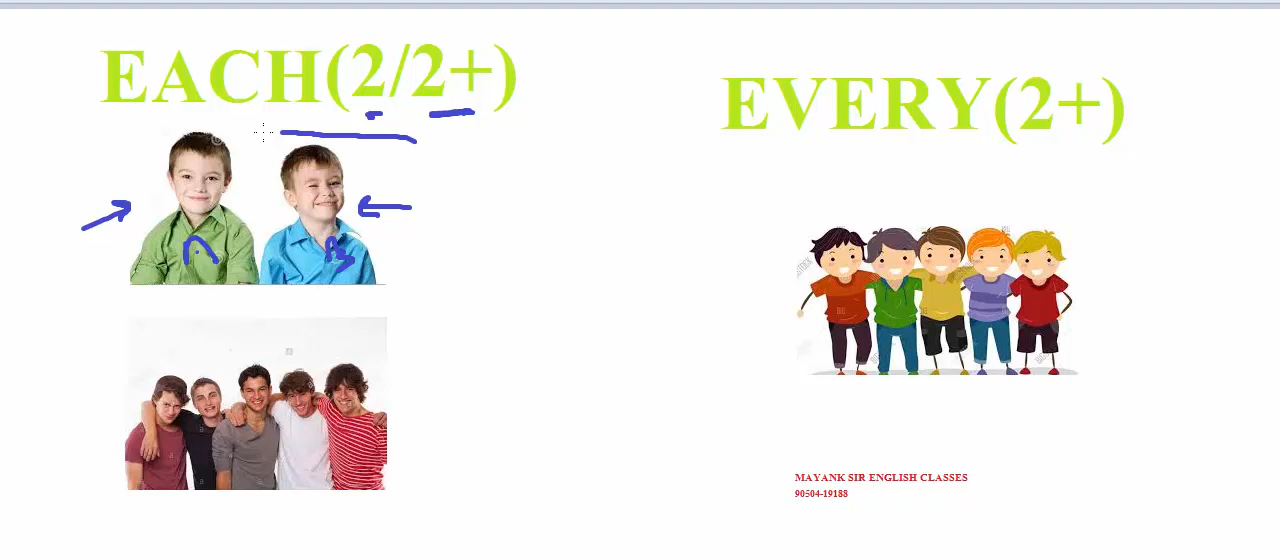 EACH(2/2+)
EVERY(2+)
A
B
MAYANK SIR ENGLISH CLASSES
90504-19188